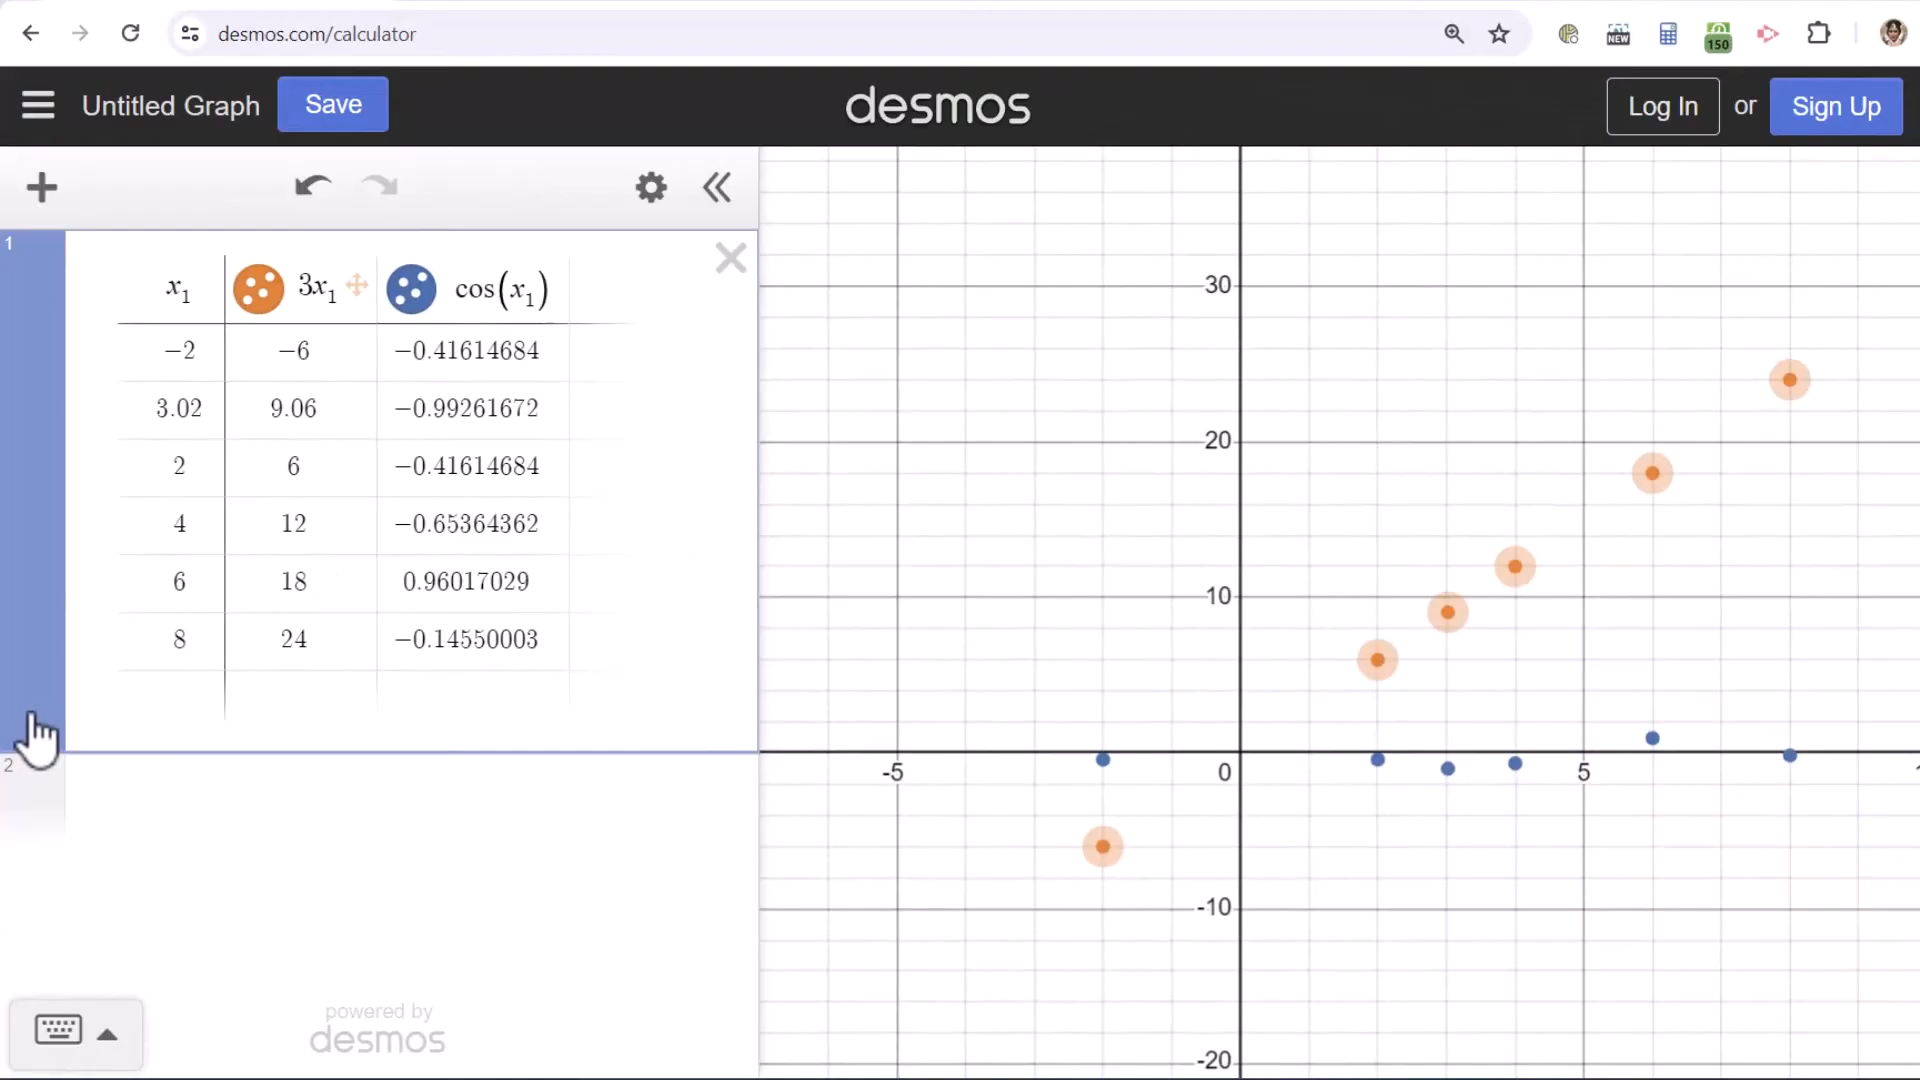 desmos.com/calculator
NEW
150
Untitled Graph
Save
desmos
Log In or Sign Up
1
x₁ 3x₁ cos(x₁)
−2 −6 −0.41614684
3.02 9.06 −0.99261672
2 6 −0.41614684
4 12 −0.65364362
6 18 0.96017029
8 24 −0.14550003
2
powered by
desmos
30
20
10
-5 0 5
-10
-20